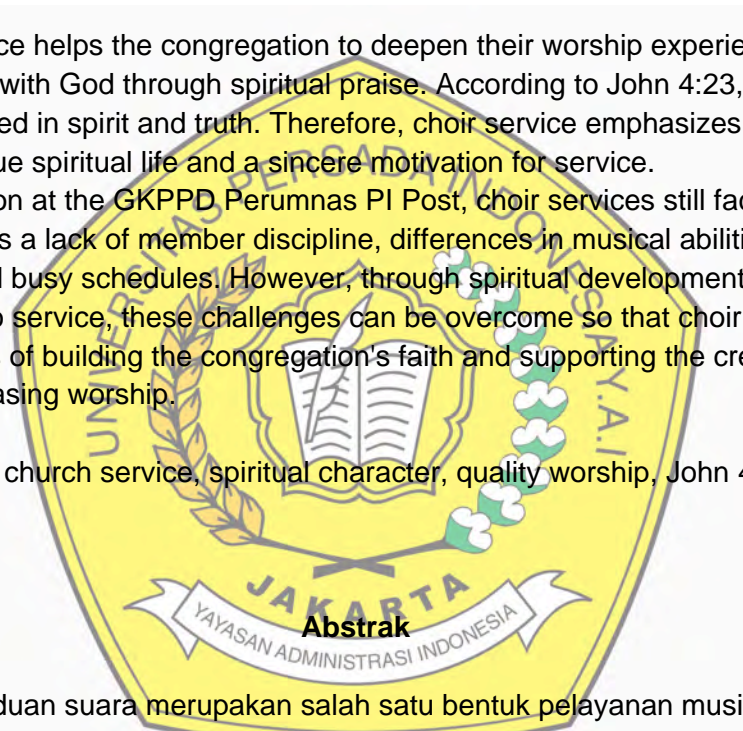 ce helps the congregation to deepen their worship experie
with God through spiritual praise. According to John 4:23,
ed in spirit and truth. Therefore, choir service emphasizes
ue spiritual life and a sincere motivation for service.
on at the GKPPD Perumnas PI Post, choir services still fac
s a lack of member discipline, differences in musical abiliti
d busy schedules. However, through spiritual development
o service, these challenges can be overcome so that choir
s of building the congregation's faith and supporting the cre
asing worship.
church service, spiritual character, quality worship, John 4
Abstrak
duan suara merupakan salah satu bentuk pelayanan musi
UNIVERSITAS PERSADA INDONESIA Y.A.I
JAKARTA
YAYASAN ADMINISTRASI INDONESIA